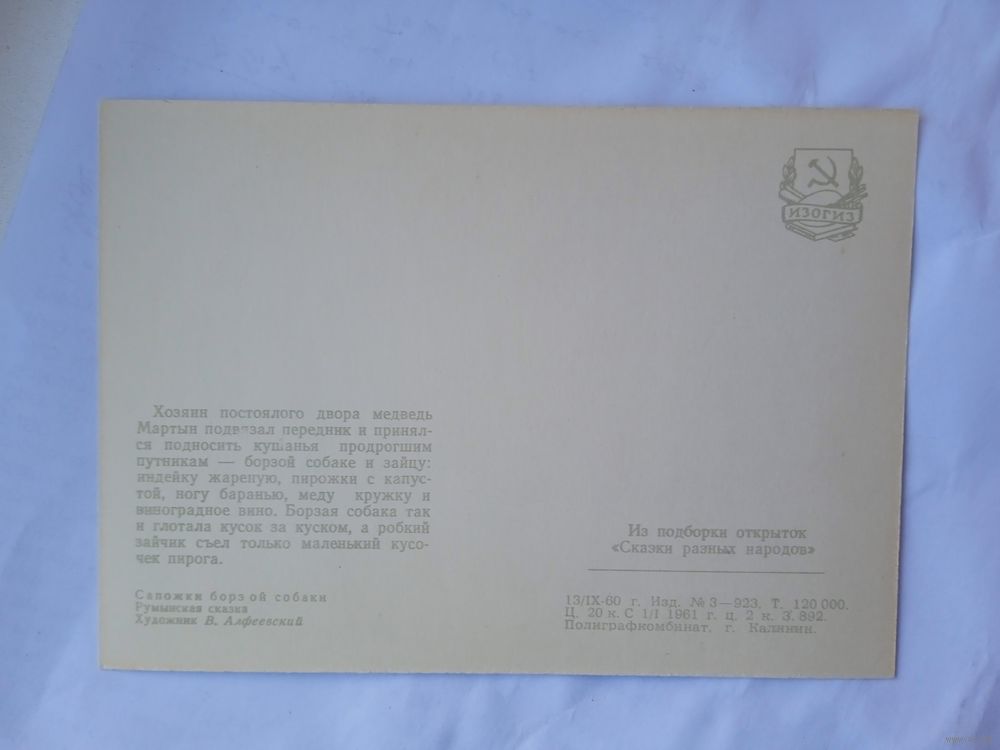 ИЗОГИЗ
Хозяин постоялого двора медведь
Мартын подвязал передник и принял-
ся подносить кушанья продрогшим
путникам — борзой собаке и зайцу:
индейку жареную, пирожки с капус-
той, ногу баранью, меду кружку и
виноградное вино. Борзая собака так
и глотала кусок за куском, а робкий
зайчик съел только маленький кусо-
чек пирога.
Сапожки борзой собаки
Румынская сказка
Художник В. Алфеевский
Из подборки открыток
«Сказки разных народов»
13/IX-60 г. Изд. № 3—923. Т. 120 000.
Ц. 20 к. С 1/I 1961 г. ц. 2 к. З. 892.
Полиграфкомбинат, г. Калинин.